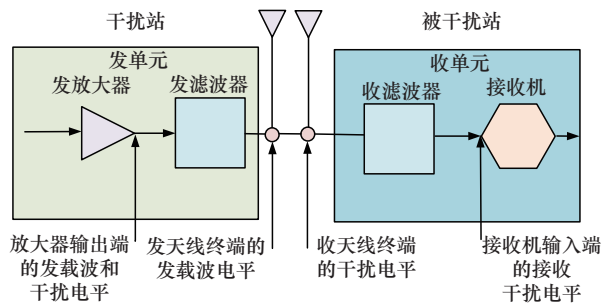 干扰站
被干扰站
发单元
发放大器
发滤波器
收单元
收滤波器
接收机
放大器输出端
的发载波和
干扰电平
发天线终端的
发载波电平
收天线终端
的干扰电平
接收机输入端
的接收
干扰电平